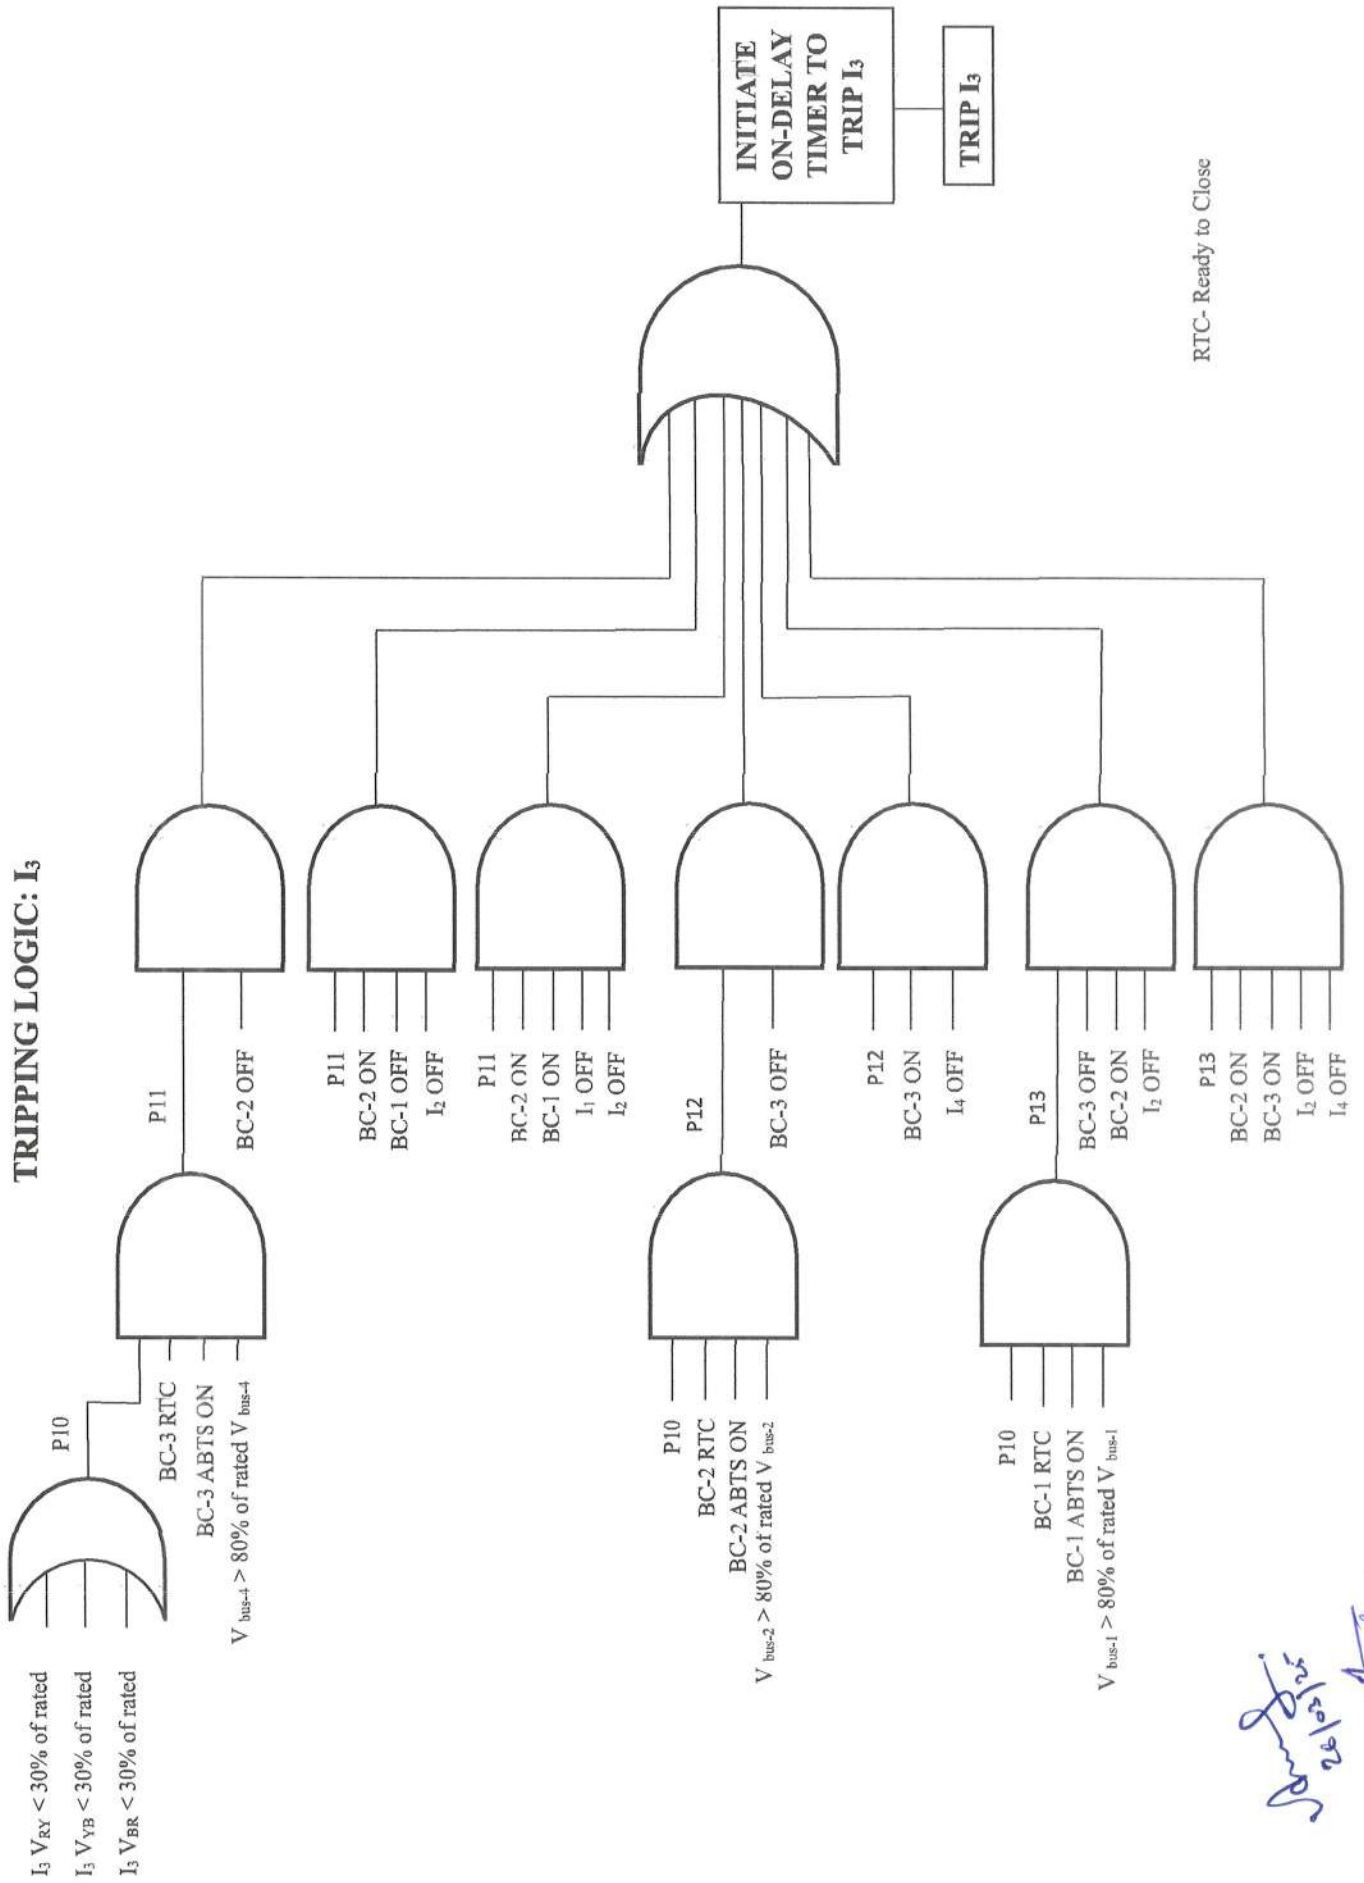 TRIPPING LOGIC: I₃
I₃ V_RY < 30% of rated
I₃ V_YB < 30% of rated
I₃ V_BR < 30% of rated
P10
BC-3 RTC
BC-3 ABTS ON
V bus-4 > 80% of rated V bus-4
P11
BC-2 OFF
P11
BC-2 ON
BC-1 OFF
I₂ OFF
P11
BC-2 ON
BC-1 ON
I₁ OFF
I₂ OFF
P10
BC-2 RTC
BC-2 ABTS ON
V bus-2 > 80% of rated V bus-2
P12
BC-3 OFF
P12
BC-3 ON
I₄ OFF
P10
BC-1 RTC
BC-1 ABTS ON
V bus-1 > 80% of rated V bus-1
P13
BC-3 OFF
BC-2 ON
I₂ OFF
P13
BC-2 ON
BC-3 ON
I₂ OFF
I₄ OFF
INITIATE
ON-DELAY
TIMER TO
TRIP I₃
TRIP I₃
RTC- Ready to Close
26/03/25